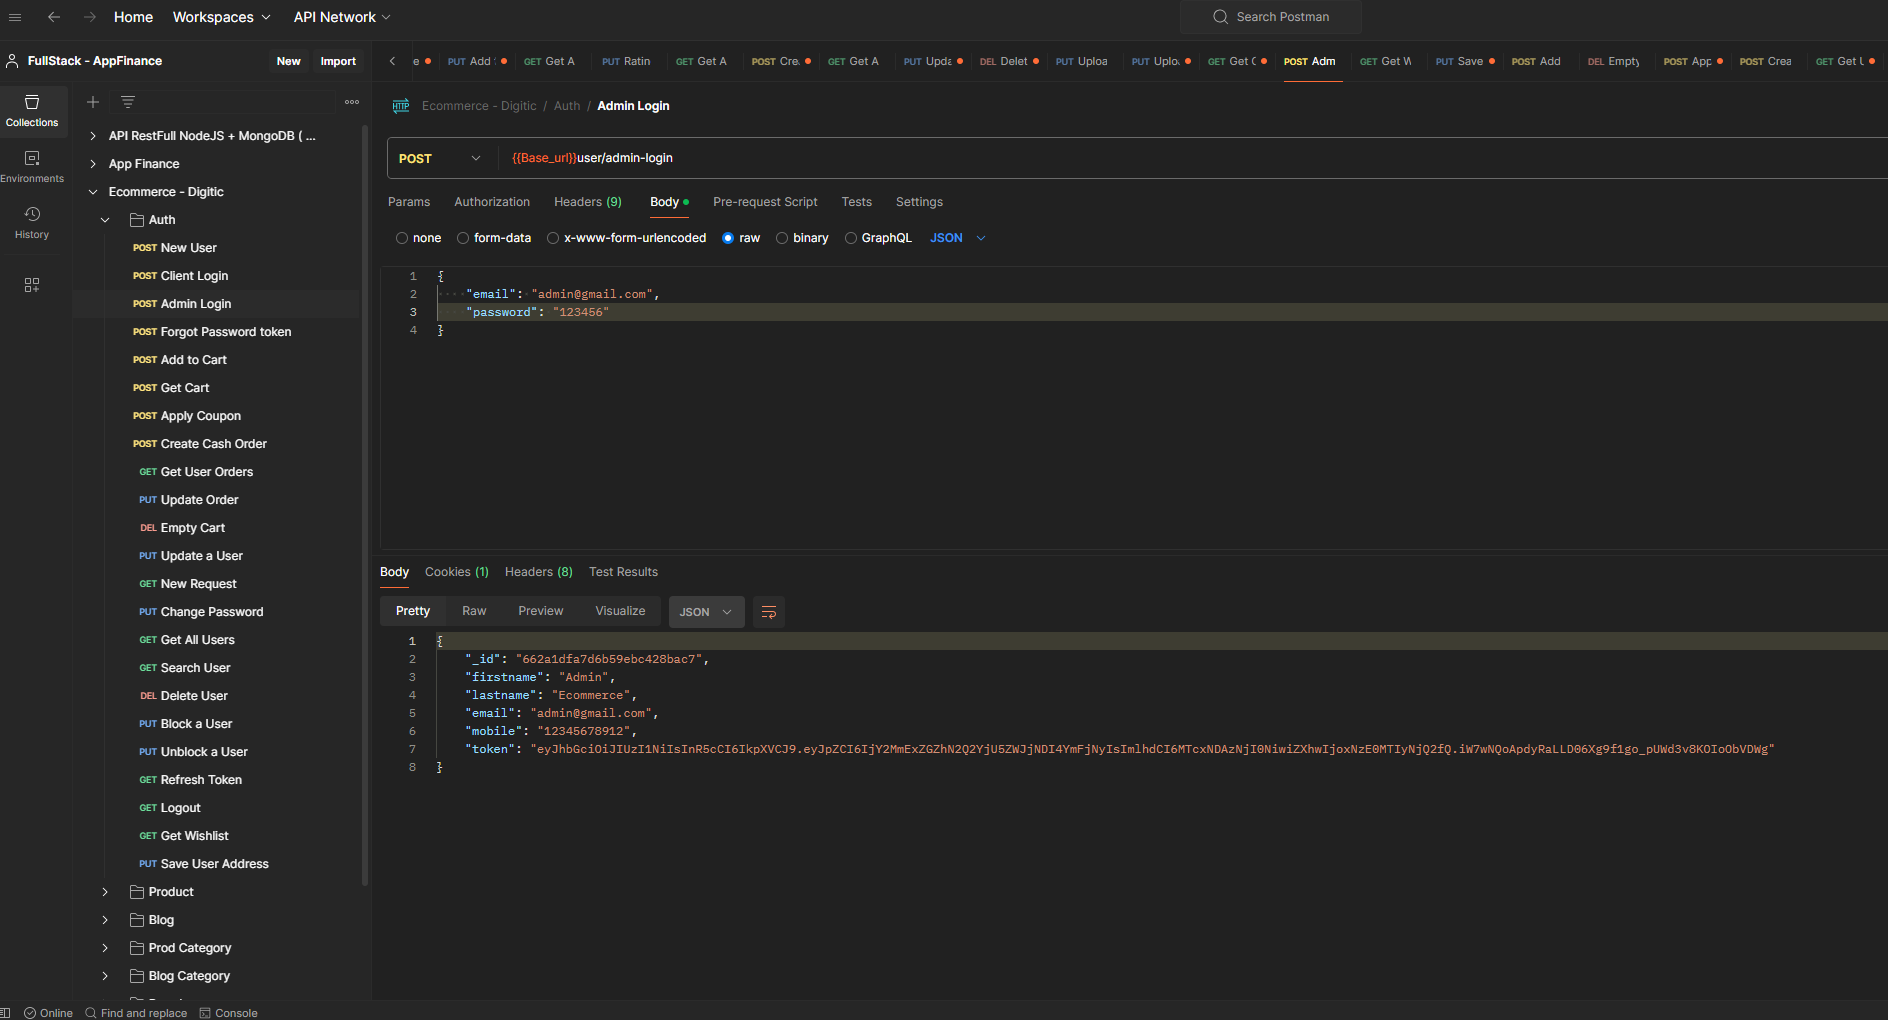 Home Workspaces API Network Search Postman
FullStack - AppFinance New Import
e PUT Add GET Get A PUT Ratin GET Get A POST Cre GET Get A PUT Upda DEL Delet PUT Uploa PUT Uplo GET Get POST Adm GET Get W PUT Save POST Add DEL Empty POST App POST Crea GET Get
Collections
Environments
History
API RestFull NodeJS + MongoDB ( ...
App Finance
Ecommerce - Digitic
Auth
POST New User
POST Client Login
POST Admin Login
POST Forgot Password token
POST Add to Cart
POST Get Cart
POST Apply Coupon
POST Create Cash Order
GET Get User Orders
PUT Update Order
DEL Empty Cart
PUT Update a User
GET New Request
PUT Change Password
GET Get All Users
GET Search User
DEL Delete User
PUT Block a User
PUT Unblock a User
GET Refresh Token
GET Logout
GET Get Wishlist
PUT Save User Address
Product
Blog
Prod Category
Blog Category
HTTP Ecommerce - Digitic / Auth / Admin Login
POST {{Base_url}}user/admin-login
Params Authorization Headers (9) Body Pre-request Script Tests Settings
none form-data x-www-form-urlencoded raw binary GraphQL JSON
1 {
2 "email": "admin@gmail.com",
3 "password": "123456"
4 }
Body Cookies (1) Headers (8) Test Results
Pretty Raw Preview Visualize JSON
1 {
2 "_id": "662a1dfa7d6b59ebc428bac7",
3 "firstname": "Admin",
4 "lastname": "Ecommerce",
5 "email": "admin@gmail.com",
6 "mobile": "12345678912",
7 "token": "eyJhbGciOiJIUzI1NiIsInR5cCI6IkpXVCJ9.eyJpZCI6IjY2MmExZGZhN2Q2YjU5ZWJjNDI4YmFjNyIsImlhdCI6MTcxNDAzNjI0NiwiZXhwIjoxNzE0MTIyNjQ2fQ.iW7wNQoApdyRaLLD06Xg9f1go_pUWd3v8KOIoObVDWg"
8 }
Online Find and replace Console